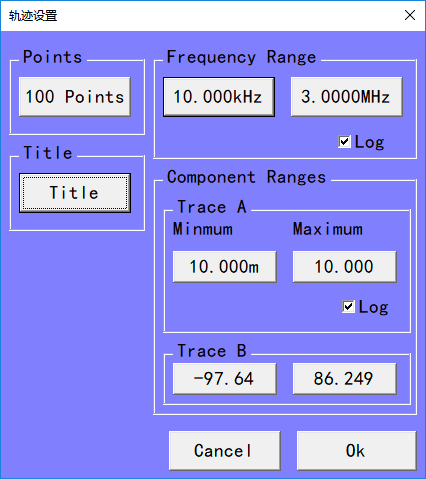 轨迹设置
Points
100 Points
Title
Title
Frequency Range
10.000kHz
3.0000MHz
Log
Component Ranges
Trace A
Minmum
Maximum
10.000m
10.000
Log
Trace B
-97.64
86.249
Cancel
Ok